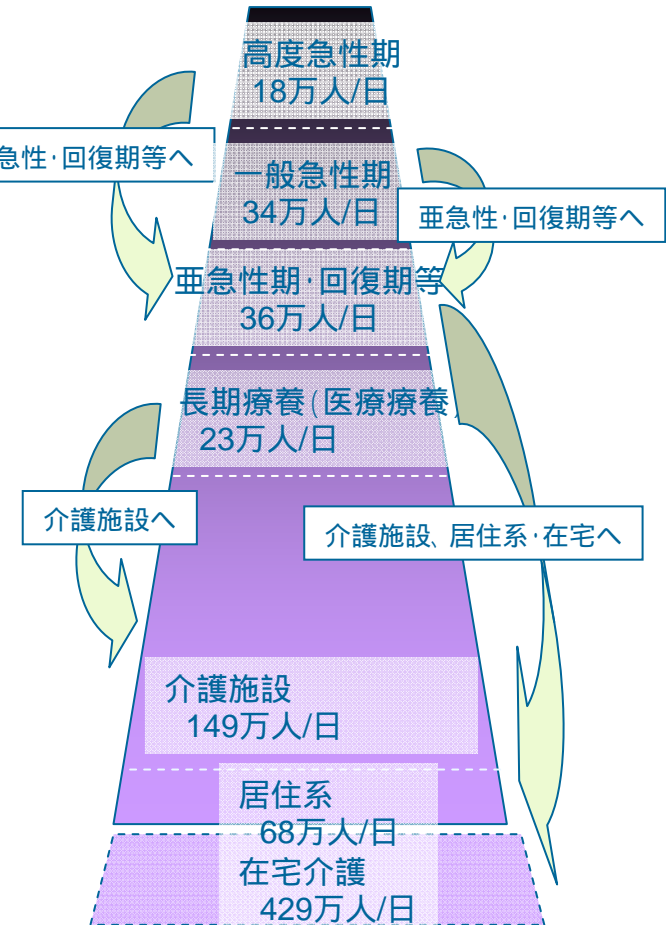 高度急性期
18万人/日
急性･回復期等へ
一般急性期
34万人/日
亜急性･回復期等へ
亜急性期･回復期等
36万人/日
長期療養(医療療養)
23万人/日
介護施設へ
介護施設、居住系･在宅へ
介護施設
149万人/日
居住系
68万人/日
在宅介護
429万人/日